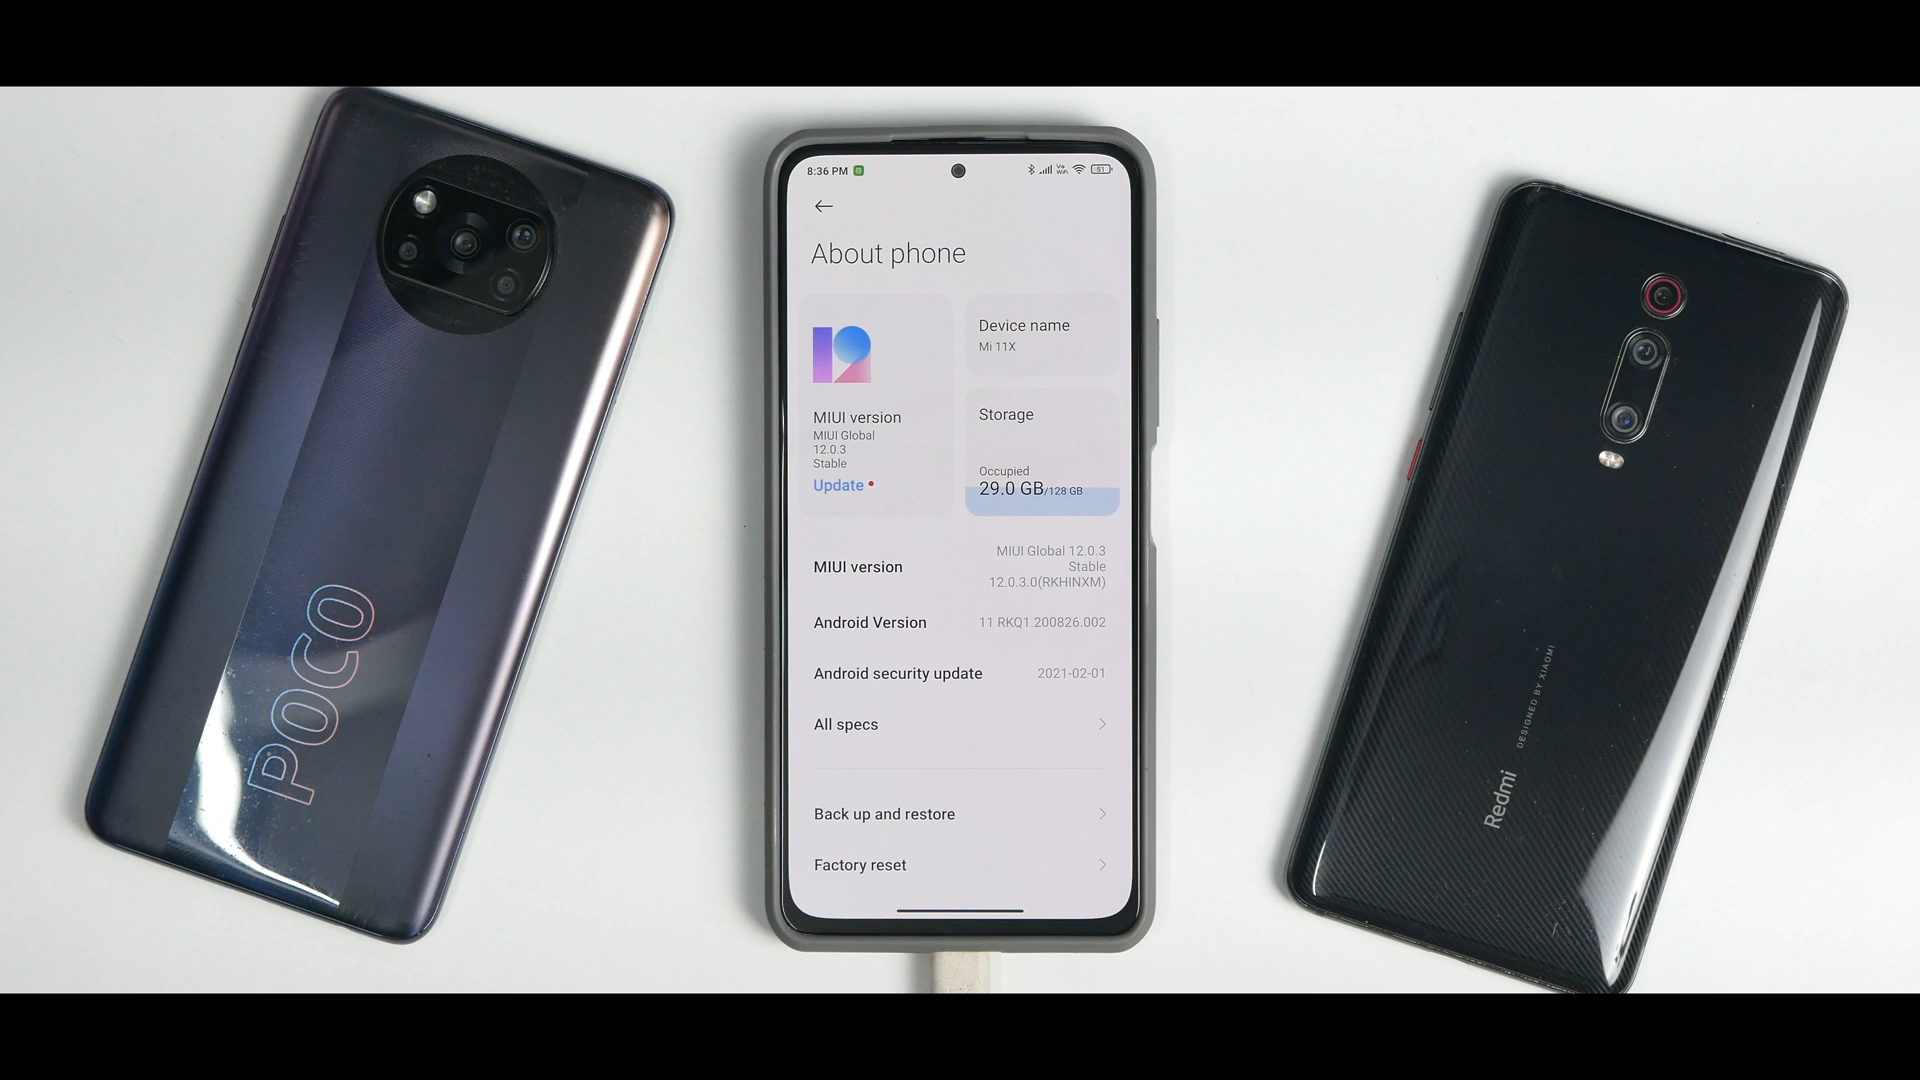 POCO
8:36 PM
Vo
WiFi
51
About phone
MIUI version
MIUI Global
12.0.3
Stable
Update
Device name
Mi 11X
Storage
Occupied
29.0 GB/128 GB
MIUI version
MIUI Global 12.0.3
Stable
12.0.3.0(RKHINXM)
Android Version
11 RKQ1.200826.002
Android security update
2021-02-01
All specs
Back up and restore
Factory reset
Redmi
DESIGNED BY XIAOMI